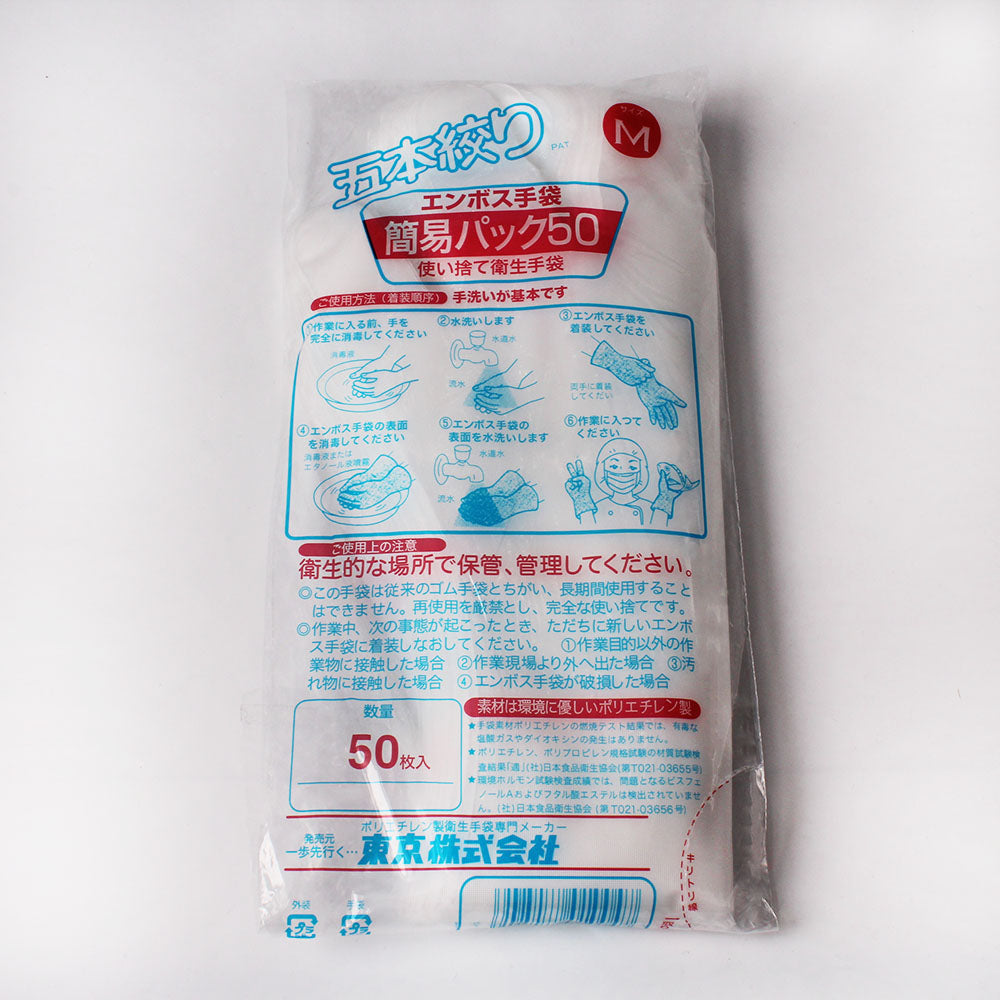 五本絞り
PAT
サイズ
M
エンボス手袋
簡易パック50
使い捨て衛生手袋
ご使用方法（着装順序）
手洗いが基本です
①作業に入る前、手を
完全に消毒してください
消毒液
②水洗いします
水道水
流水
③エンボス手袋を
着装してください
両手に着装
してくだい
④エンボス手袋の表面
を消毒してください
消毒液または
エタノール液噴霧
⑤エンボス手袋の
表面を水洗いします
水道水
流水
⑥作業に入つて
ください
ご使用上の注意
衛生的な場所で保管、管理してください。
◎この手袋は従来のゴム手袋とちがい、長期間使用すること
はできません。再使用を厳禁とし、完全な使い捨てです。
◎作業中、次の事態が起こったとき、ただちに新しいエンボ
ス手袋に着装しなおしてください。 ①作業目的以外の作
業物に接触した場合 ②作業現場より外へ出た場合 ③汚
れ物に接触した場合 ④エンボス手袋が破損した場合
数量
50枚入
素材は環境に優しいポリエチレン製
★手袋素材ポリエチレンの燃焼テスト結果では、有毒な
塩酸ガスやダイオキシンの発生はありません。
★ポリエチレン、ポリプロピレン規格試験の材質試験検
査結果「適」(社)日本食品衛生協会(第T021-03655号)
★環境ホルモン試験検査成績では、問題となるビスフェ
ノールAおよびフタル酸エステルは検出されていませ
ん。(社)日本食品衛生協会 (第T021-03656号)
ポリエチレン製衛生手袋専門メーカー
発売元
一歩先行く…東京株式会社
キリトリ線
外装
手袋
プラ
プラ